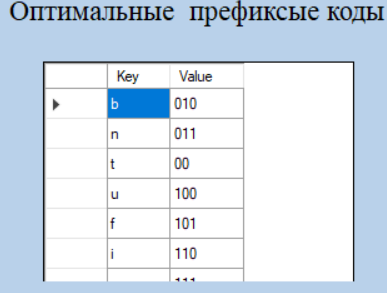 Оптимальные префиксые коды
Key Value
b 010
n 011
t 00
u 100
f 101
i 110